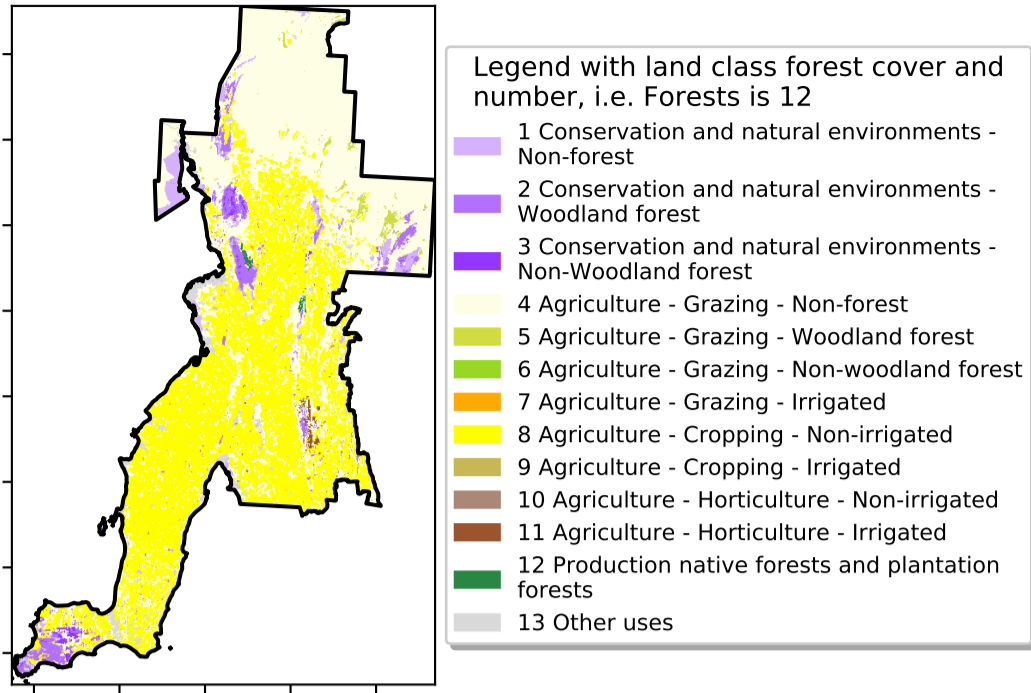 Legend with land class forest cover and
number, i.e. Forests is 12
1 Conservation and natural environments -
Non-forest
2 Conservation and natural environments -
Woodland forest
3 Conservation and natural environments -
Non-Woodland forest
4 Agriculture - Grazing - Non-forest
5 Agriculture - Grazing - Woodland forest
6 Agriculture - Grazing - Non-woodland forest
7 Agriculture - Grazing - Irrigated
8 Agriculture - Cropping - Non-irrigated
9 Agriculture - Cropping - Irrigated
10 Agriculture - Horticulture - Non-irrigated
11 Agriculture - Horticulture - Irrigated
12 Production native forests and plantation
forests
13 Other uses